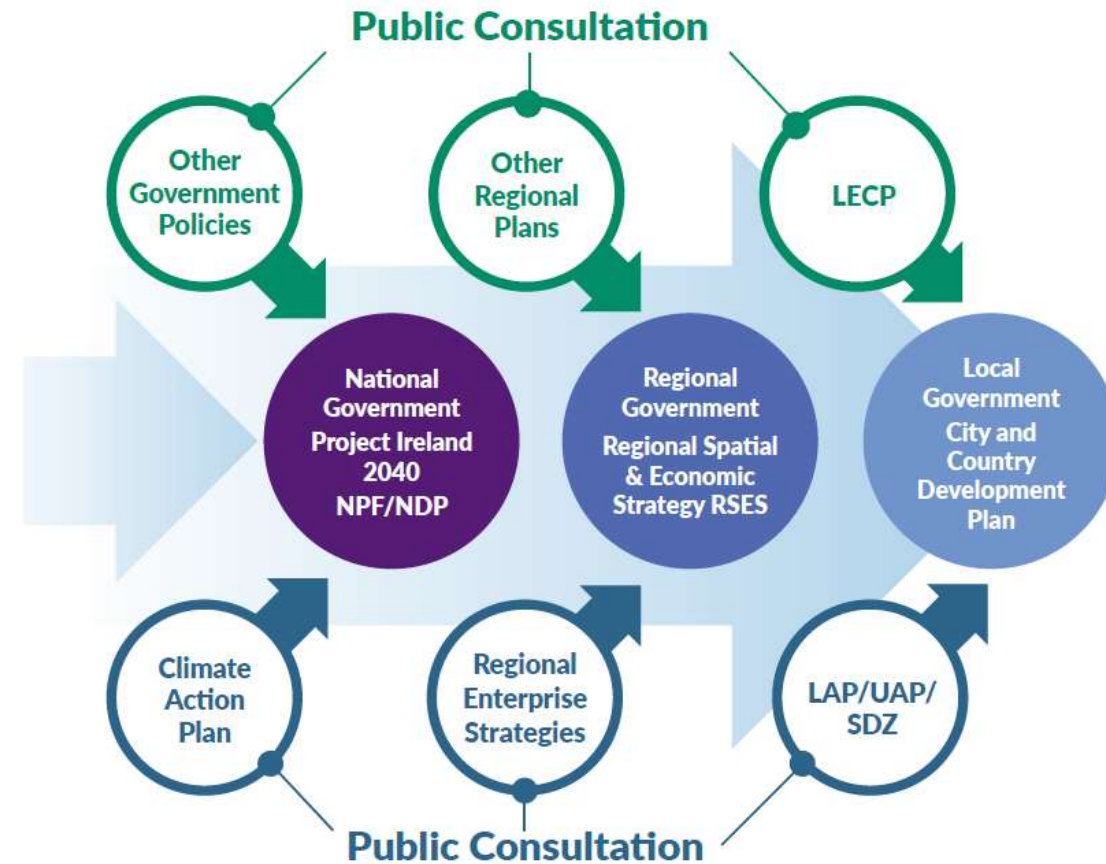 Public Consultation
Other
Government
Policies
Other
Regional
Plans
LECP
National
Government
Project Ireland
2040
NPF/NDP
Regional
Government
Regional Spatial
& Economic
Strategy RSES
Local
Government
City and
Country
Development
Plan
Climate
Action
Plan
Regional
Enterprise
Strategies
LAP/UAP/
SDZ
Public Consultation